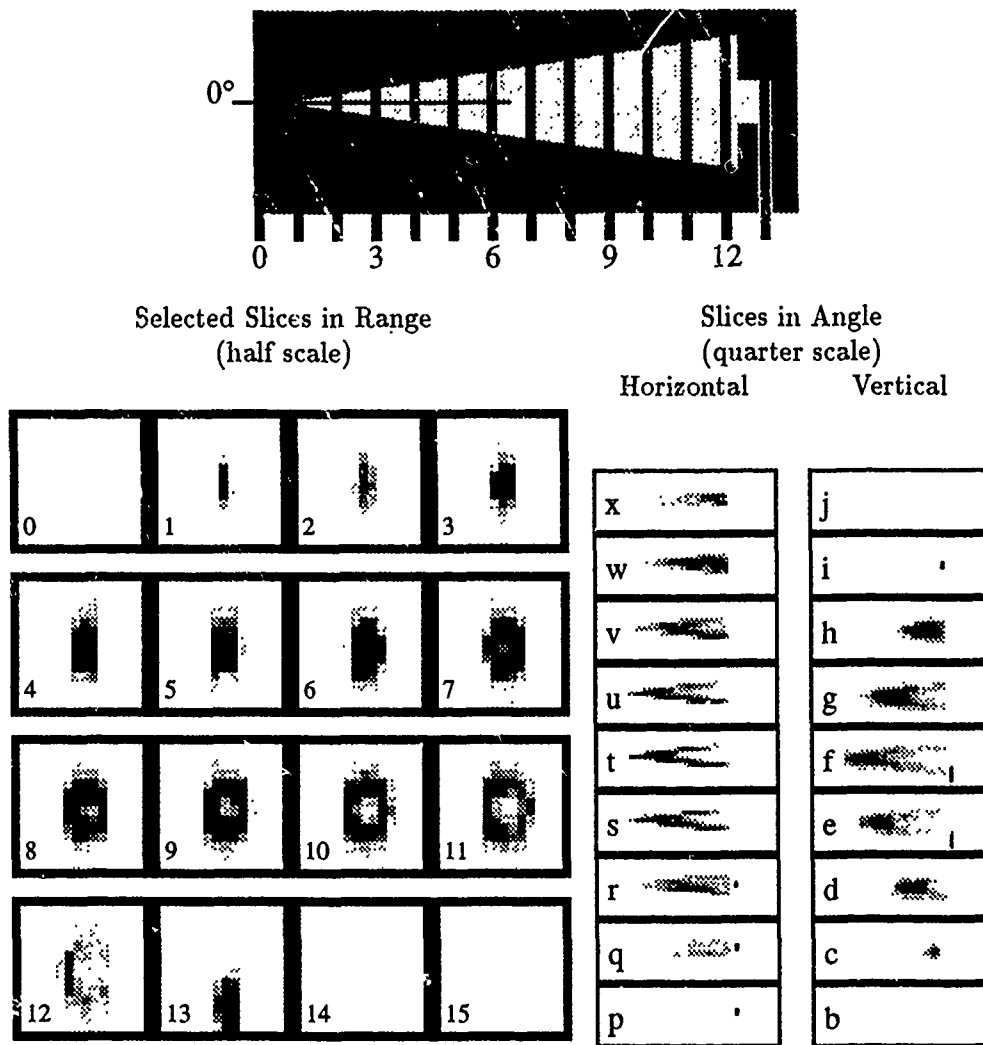 0°
0 3 6 9 12
Selected Slices in Range
(half scale)
Slices in Angle
(quarter scale)
Horizontal Vertical
0 1 2 3
4 5 6 7
8 9 10 11
12 13 14 15
x j
w i
v h
u g
t f
s e
r d
q c
p b